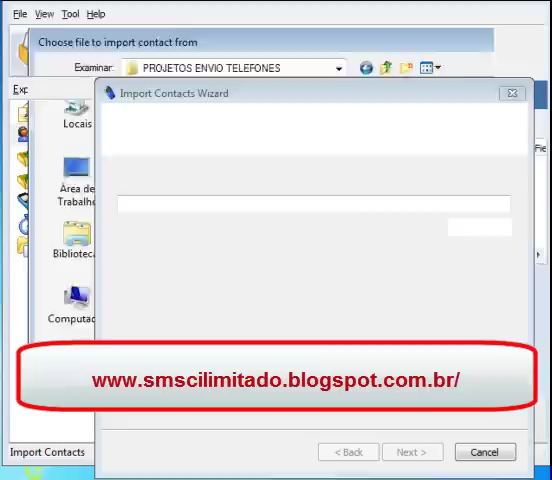 File View Tool Help
Choose file to import contact from
Examinar: PROJETOS ENVIO TELEFONES
Import Contacts Wizard
Locais
Área de
Trabalho
Computad
www.smscilimitado.blogspot.com.br/
< Back Next > Cancel
Import Contacts